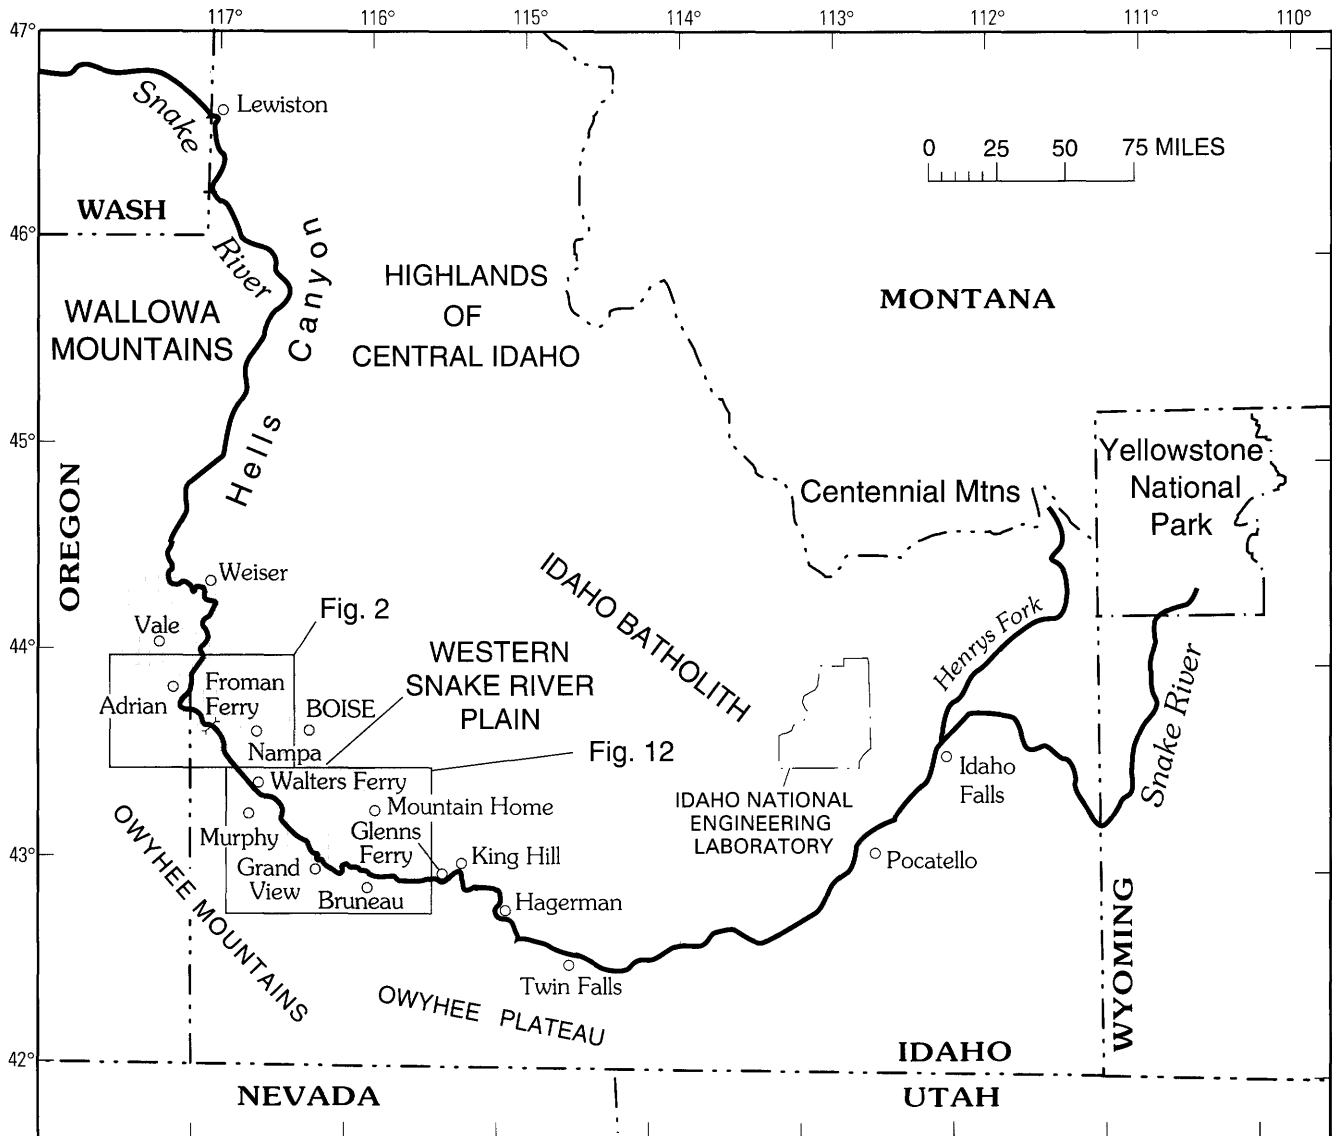 117°
116°
115°
114°
113°
112°
111°
110°
47°
Snake
Lewiston
0 25 50 75 MILES
WASH
46°
River
Hells Canyon
HIGHLANDS
OF
CENTRAL IDAHO
MONTANA
WALLOWA
MOUNTAINS
45°
OREGON
Centennial Mtns
Yellowstone
National
Park
Weiser
Fig. 2
IDAHO BATHOLITH
Vale
44°
WESTERN
SNAKE RIVER
PLAIN
Henrys Fork
Snake River
Adrian
Froman
Ferry
BOISE
Nampa
Fig. 12
Walters Ferry
Mountain Home
Idaho
Falls
IDAHO NATIONAL
ENGINEERING
LABORATORY
Murphy
Glenns
Ferry
43°
Grand
View
Bruneau
King Hill
Pocatello
Hagerman
OWYHEE MOUNTAINS
Twin Falls
OWYHEE PLATEAU
WYOMING
42°
IDAHO
NEVADA
UTAH